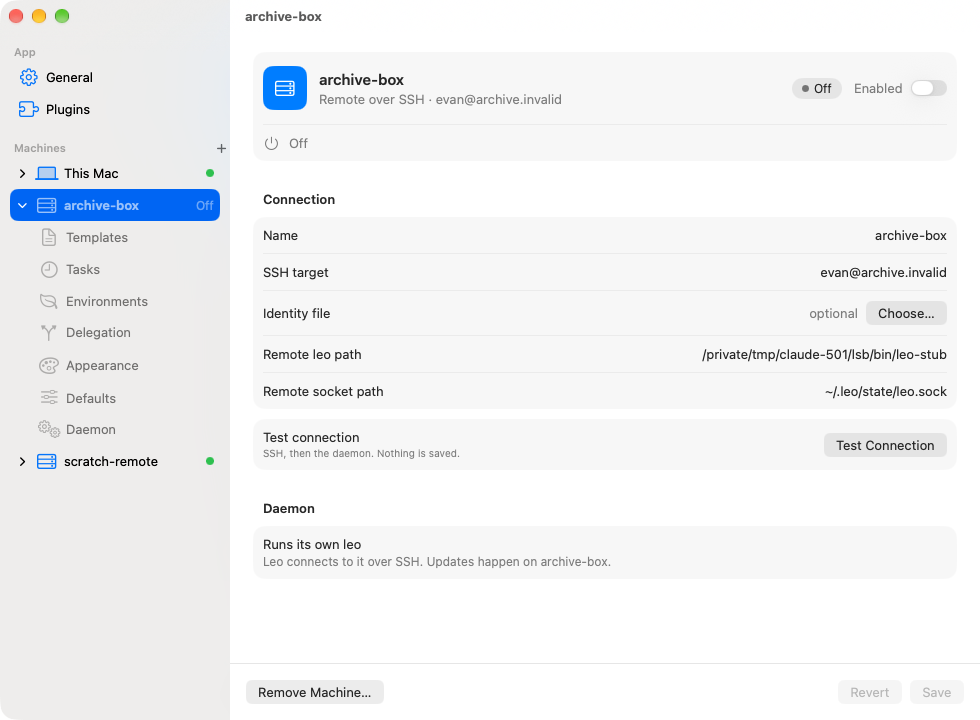 archive-box
App
General
Plugins
Machines
This Mac
archive-box Off
Templates
Tasks
Environments
Delegation
Appearance
Defaults
Daemon
scratch-remote
archive-box
Remote over SSH · evan@archive.invalid
Off Enabled
Off
Connection
Name archive-box
SSH target evan@archive.invalid
Identity file optional Choose...
Remote leo path /private/tmp/claude-501/lsb/bin/leo-stub
Remote socket path ~/.leo/state/leo.sock
Test connection
SSH, then the daemon. Nothing is saved.
Test Connection
Daemon
Runs its own leo
Leo connects to it over SSH. Updates happen on archive-box.
Remove Machine... Revert Save